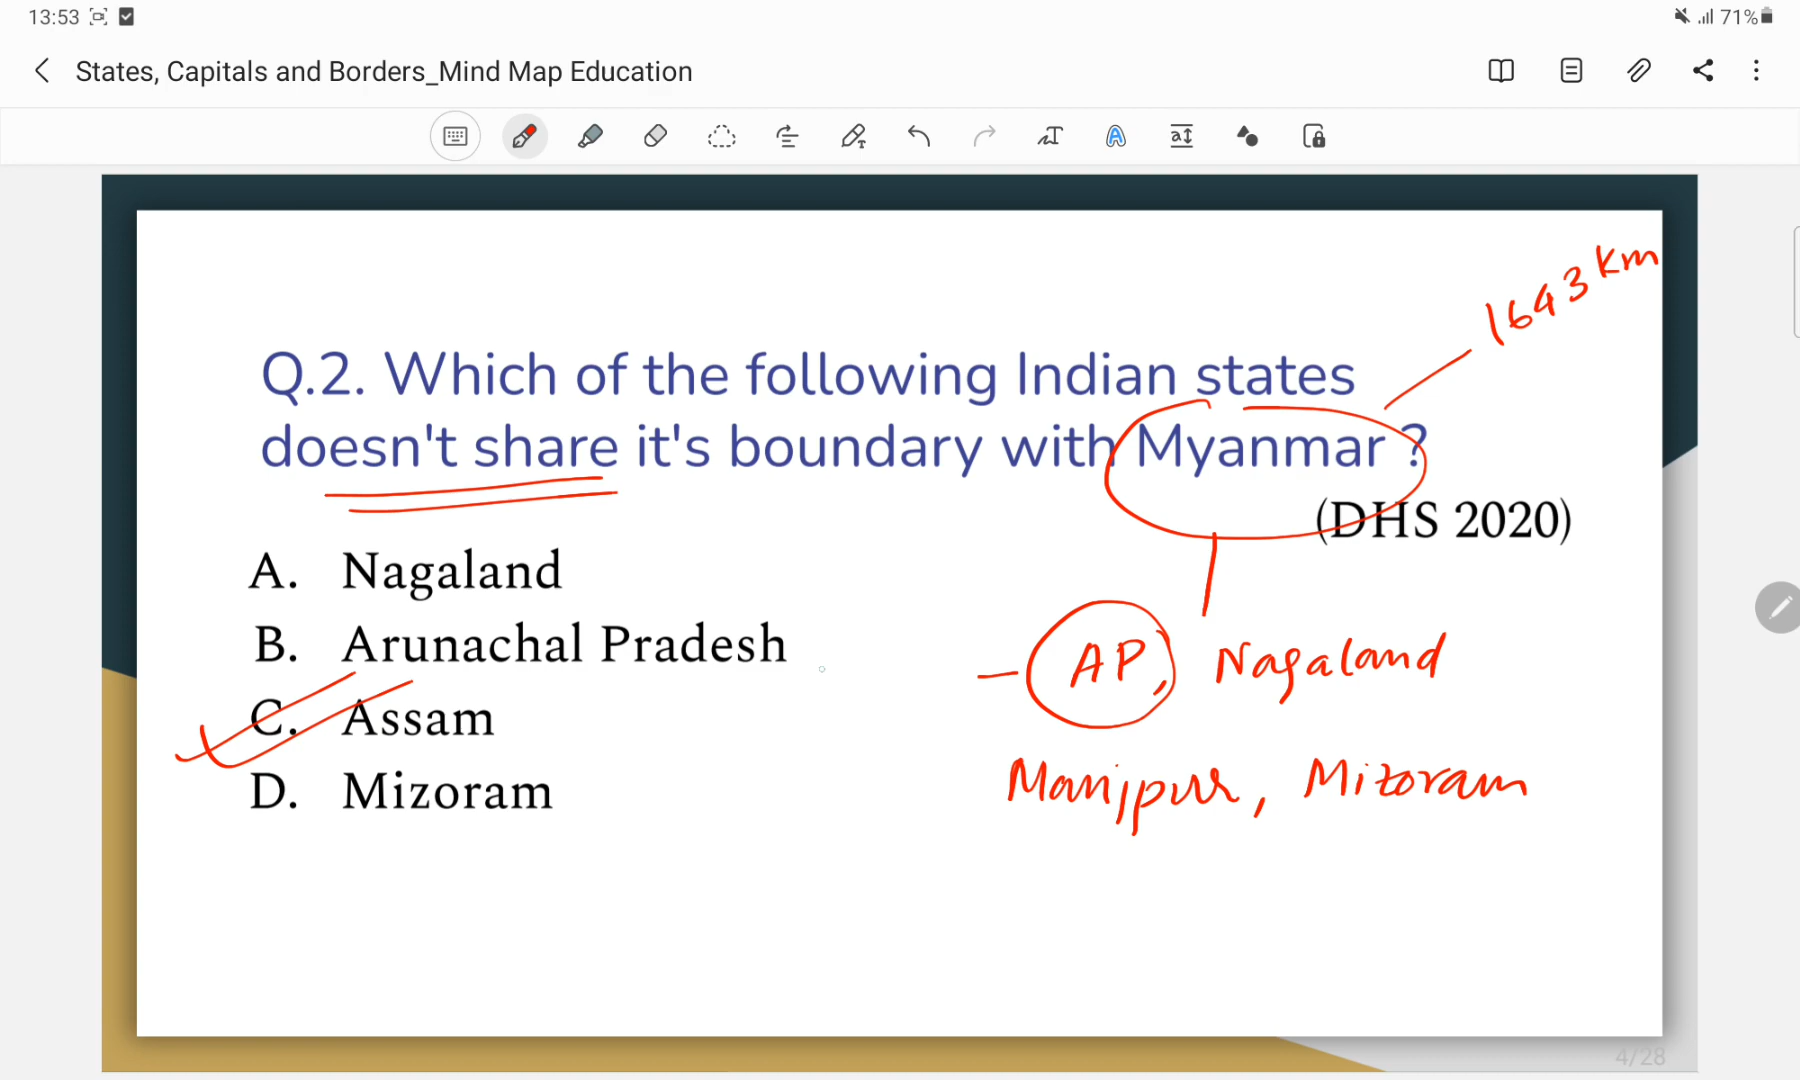 13:53
71%
States, Capitals and Borders_Mind Map Education
1643 km
Q.2. Which of the following Indian states
doesn't share it's boundary with Myanmar ?
(DHS 2020)
A. Nagaland
B. Arunachal Pradesh
C. Assam
D. Mizoram
AP, Nagaland
Manipur, Mizoram
4/28